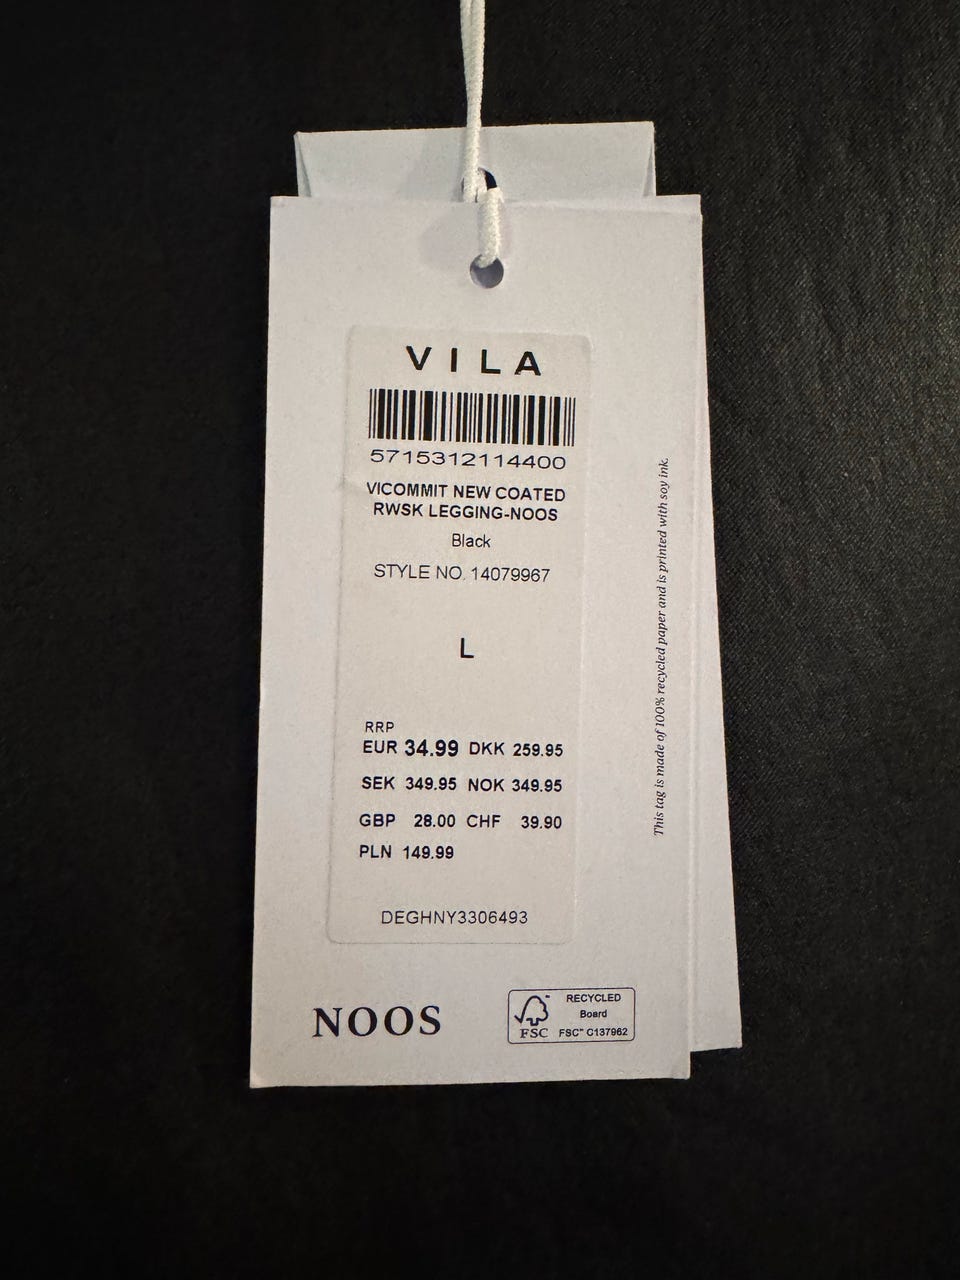 VILA
5715312114400
VICOMMIT NEW COATED
RWSK LEGGING-NOOS
Black
STYLE NO. 14079967
L
RRP
EUR 34.99 DKK 259.95
SEK 349.95 NOK 349.95
GBP 28.00 CHF 39.90
PLN 149.99
DEGHNY3306493
This tag is made of 100% recycled paper and is printed with soy ink.
NOOS
FSC™
RECYCLED
Board
FSC™ C137962